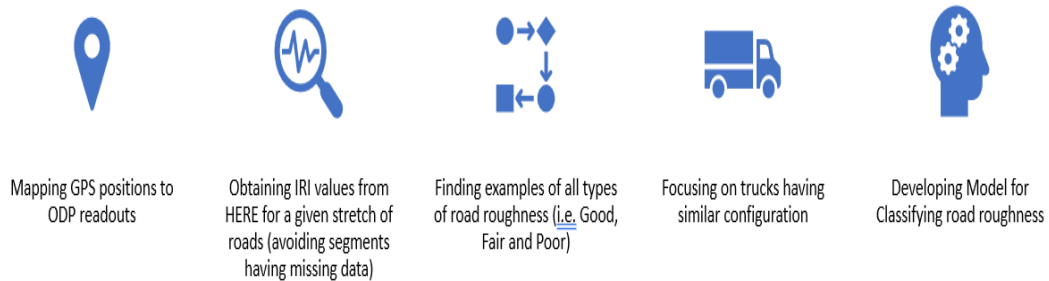 Mapping GPS positions to
ODP readouts
Obtaining IRI values from
HERE for a given stretch of
roads (avoiding segments
having missing data)
Finding examples of all types
of road roughness (i.e. Good,
Fair and Poor)
Focusing on trucks having
similar configuration
Developing Model for
Classifying road roughness